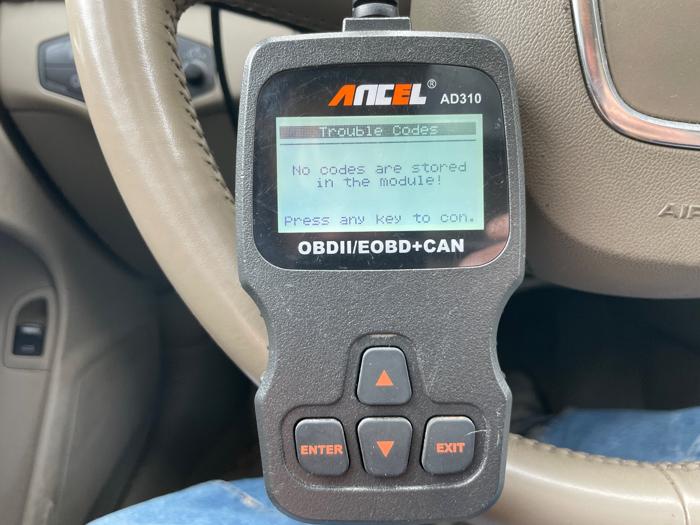 ANCEL®
AD310
Trouble Codes
No codes are stored
in the module!
Press any key to con.
OBDII/EOBD+CAN
ENTER
EXIT
AIR